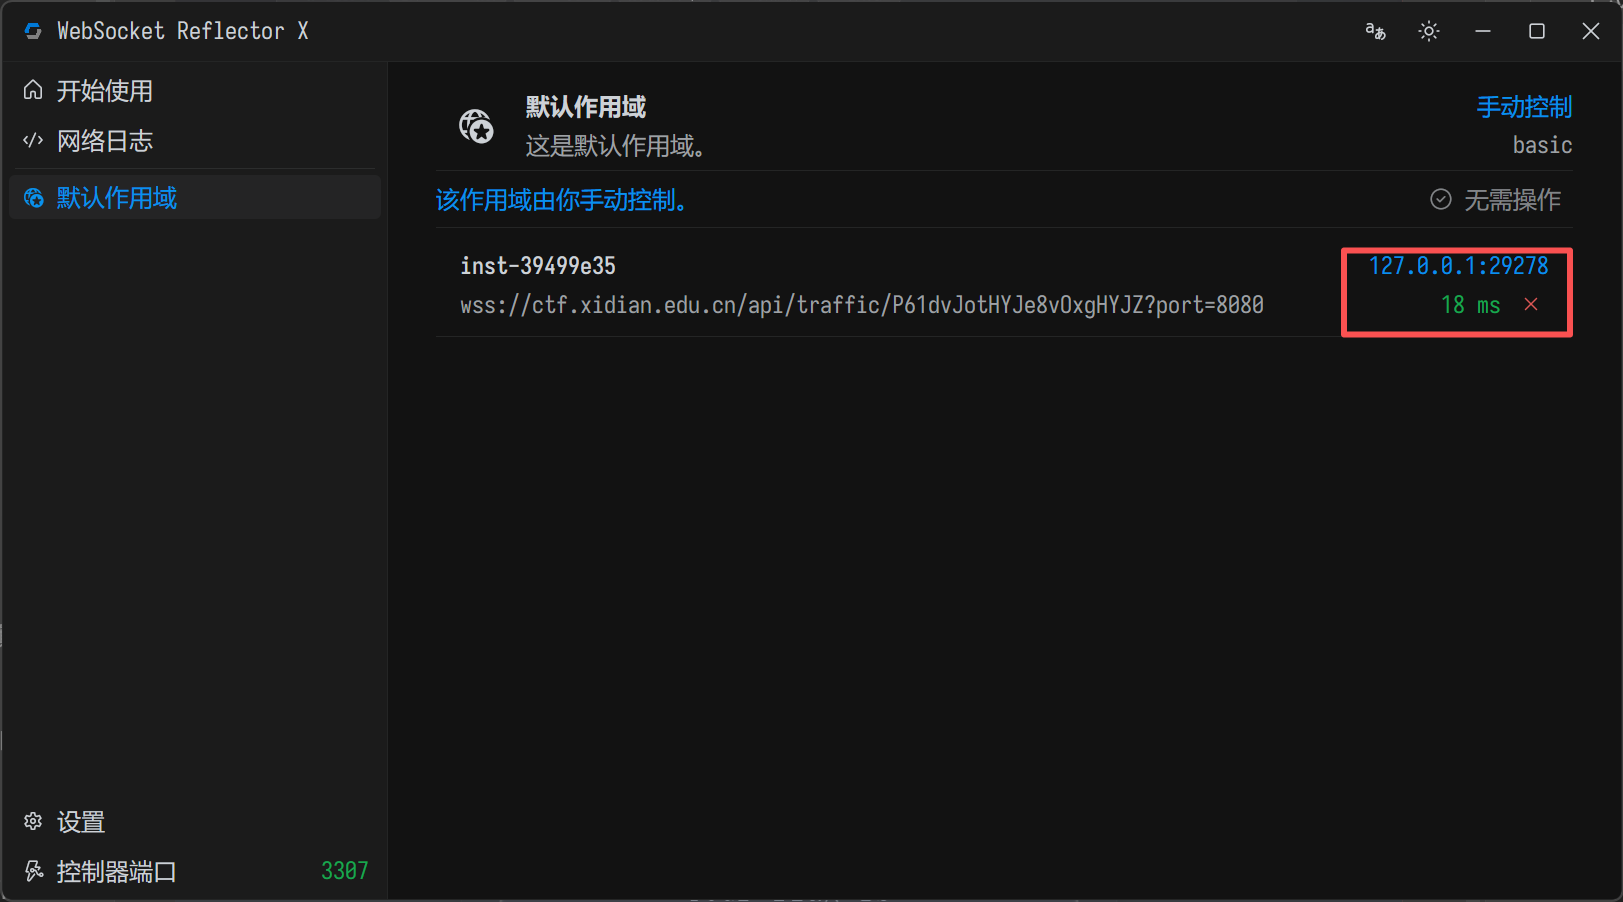 WebSocket Reflector X
aあ
开始使用
网络日志
默认作用域
设置
控制器端口 3307
默认作用域
手动控制
这是默认作用域。
basic
该作用域由你手动控制。
无需操作
inst-39499e35
127.0.0.1:29278
wss://ctf.xidian.edu.cn/api/traffic/P61dvJotHYJe8vOxgHYJZ?port=8080
18 ms